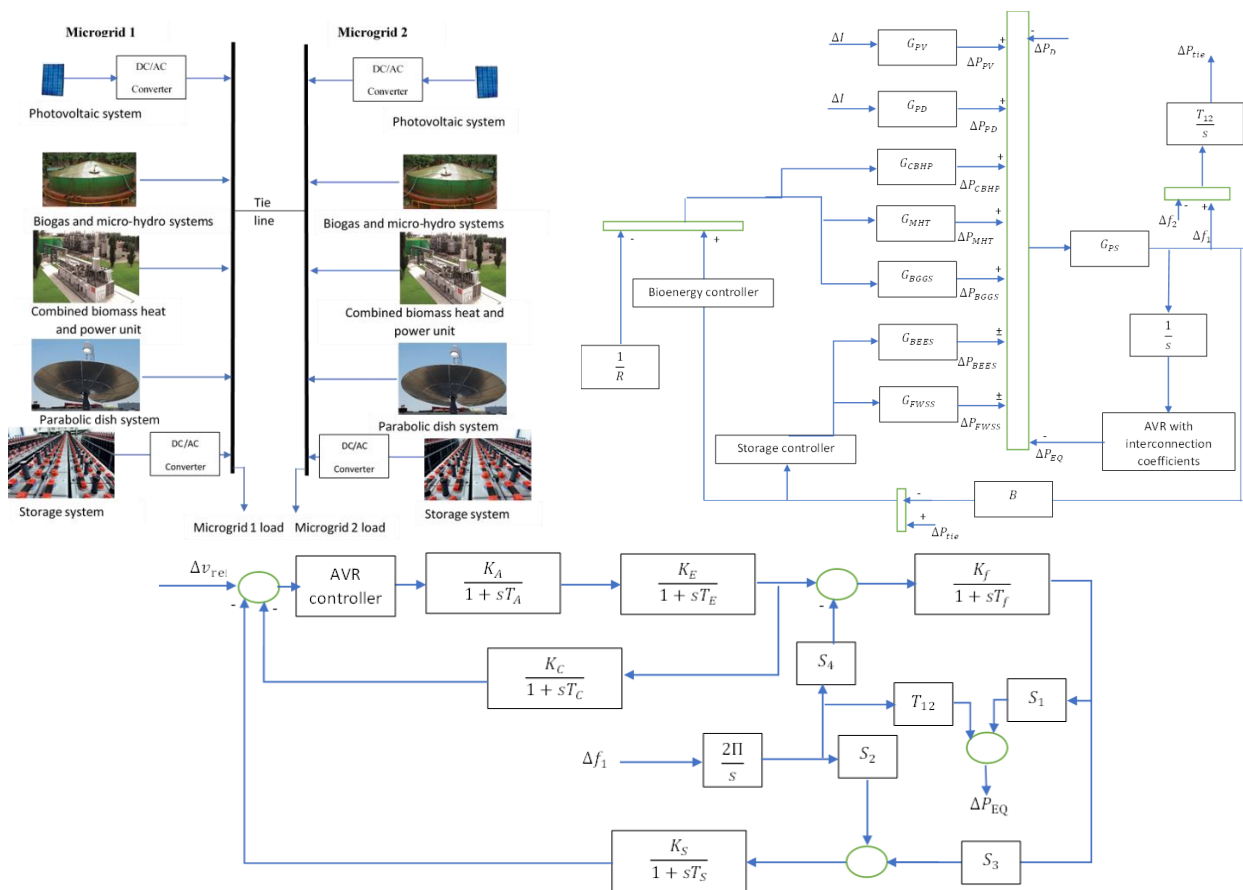 Microgrid 1
Microgrid 2
DC/AC
Converter
DC/AC
Converter
Photovoltaic system
Photovoltaic system
Tie
line
Biogas and micro-hydro systems
Biogas and micro-hydro systems
Combined biomass heat
and power unit
Combined biomass heat
and power unit
Parabolic dish system
Parabolic dish system
DC/AC
Converter
DC/AC
Converter
Storage system
Storage system
Microgrid 1 load
Microgrid 2 load
ΔI
G_PV
+
ΔP_PV
-
ΔP_D
ΔI
G_PD
+
ΔP_PD
G_CBHP
+
ΔP_CBHP
G_MHT
+
ΔP_MHT
G_BGGS
+
ΔP_BGGS
G_BEES
±
ΔP_BEES
G_FWSS
±
ΔP_FWSS
-
+
Bioenergy controller
1/R
Storage controller
G_PS
ΔP_tie
T_12/s
-
+
Δf_2
Δf_1
1/s
AVR with
interconnection
coefficients
-
ΔP_EQ
B
-
+
ΔP_tie
Δv_re
-
-
AVR
controller
K_A/(1 + sT_A)
K_E/(1 + sT_E)
-
K_f/(1 + sT_f)
K_C/(1 + sT_C)
S_4
T_12
S_1
Δf_1
2Π/s
S_2
ΔP_EQ
K_S/(1 + sT_S)
S_3